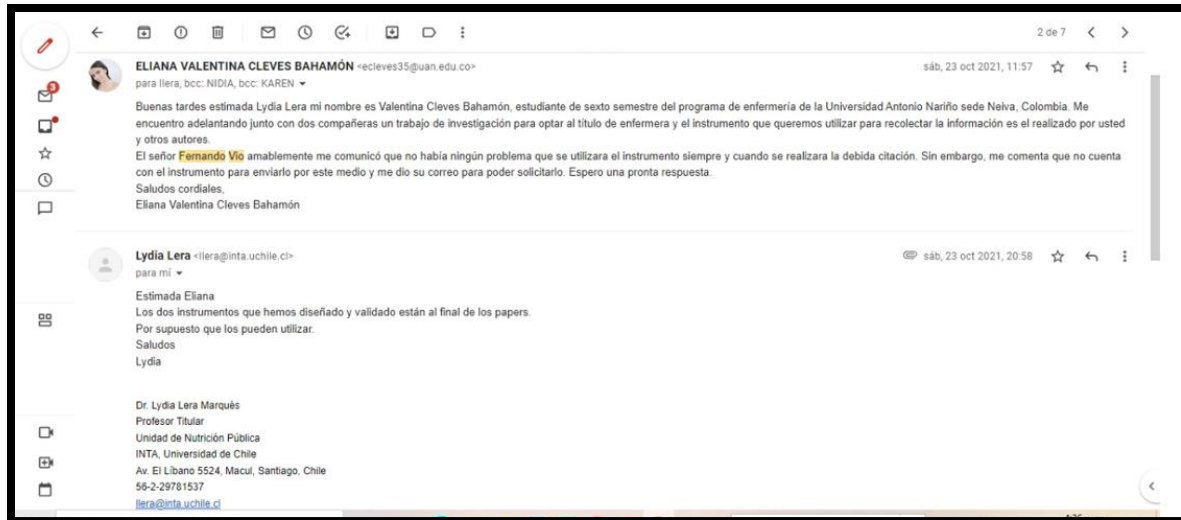 2 de 7
ELIANA VALENTINA CLEVES BAHAMÓN <ecleves35@uan.edu.co>
sáb, 23 oct 2021, 11:57
para llera, bcc: NIDIA, bcc: KAREN
Buenas tardes estimada Lydia Lera mi nombre es Valentina Cleves Bahamón, estudiante de sexto semestre del programa de enfermería de la Universidad Antonio Nariño sede Neiva, Colombia. Me
encuentro adelantando junto con dos compañeras un trabajo de investigación para optar al título de enfermera y el instrumento que queremos utilizar para recolectar la información es el realizado por usted
y otros autores.
El señor Fernando Vio amablemente me comunicó que no había ningún problema que se utilizara el instrumento siempre y cuando se realizara la debida citación. Sin embargo, me comenta que no cuenta
con el instrumento para enviarlo por este medio y me dio su correo para poder solicitarlo. Espero una pronta respuesta.
Saludos cordiales,
Eliana Valentina Cleves Bahamón
3
Lydia Lera <llera@inta.uchile.cl>
sáb, 23 oct 2021, 20:58
para mí
Estimada Eliana
Los dos instrumentos que hemos diseñado y validado están al final de los papers.
Por supuesto que los pueden utilizar.
Saludos
Lydia
Dr. Lydia Lera Marquès
Profesor Titular
Unidad de Nutrición Pública
INTA, Universidad de Chile
Av. El Líbano 5524, Macul, Santiago, Chile
56-2-29781537
llera@inta.uchile.cl